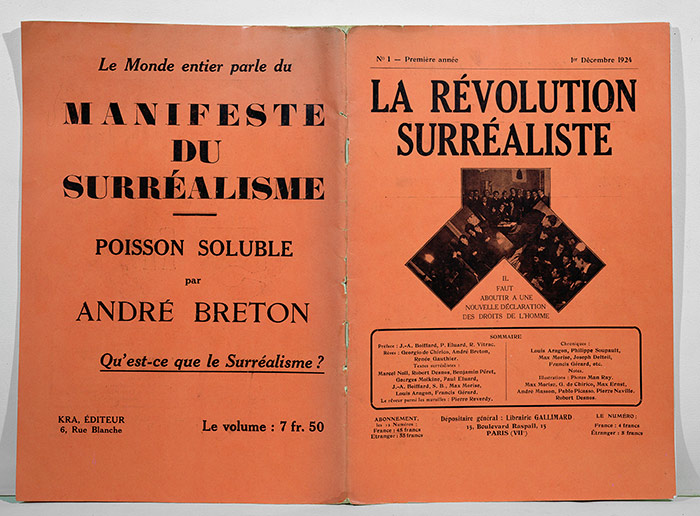 Le Monde entier parle du
MANIFESTE
DU
SURRÉALISME
POISSON SOLUBLE
par
ANDRÉ BRETON
Qu'est-ce que le Surréalisme ?
KRA, ÉDITEUR
6, Rue Blanche
Le volume : 7 fr. 50
N° 1 — Première année
1er Décembre 1924
LA RÉVOLUTION
SURRÉALISTE
IL
FAUT
ABOUTIR A UNE
NOUVELLE DÉCLARATION
DES DROITS DE L'HOMME
SOMMAIRE
Préface : J.-A. Boiffard, P. Eluard, R. Vitrac.
Rêves : Georgio de Chirico, André Breton,
Renée Gauthier.
Textes surréalistes :
Marcel Noll, Robert Desnos, Benjamin Péret,
Georges Malkine, Paul Eluard,
J.-A. Boiffard, S. B., Max Morise,
Louis Aragon, Francis Gérard.
Le rêveur parmi les murailles : Pierre Reverdy.
Chroniques :
Louis Aragon, Philippe Soupault,
Max Morise, Joseph Delteil,
Francis Gérard, etc.
Notes.
Illustrations : Photos Man Ray.
Max Morise, G. de Chirico, Max Ernst,
André Masson, Pablo Picasso, Pierre Naville,
Robert Desnos.
ABONNEMENT,
les 12 Numéros :
France : 45 francs
Etranger : 55 francs
Dépositaire général : Librairie GALLIMARD
15, Boulevard Raspail, 15
PARIS (VII')
LE NUMÉRO :
France : 4 francs
Étranger : 5 francs